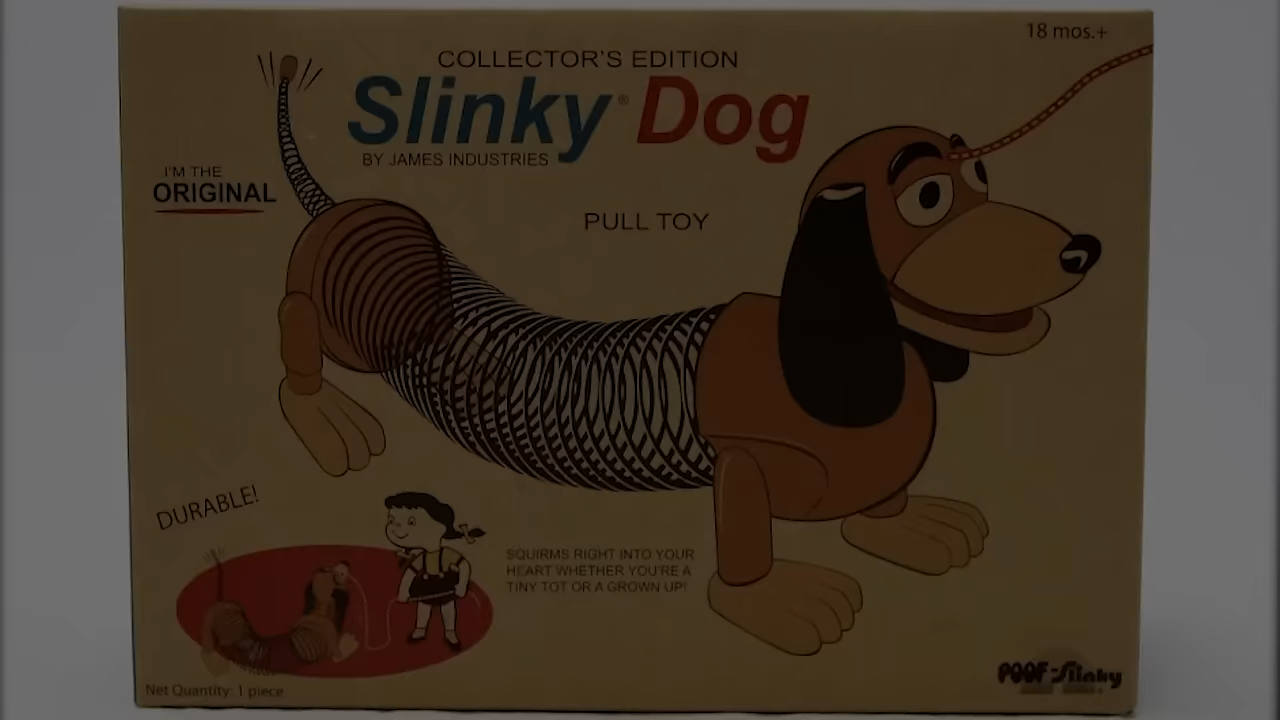 18 mos.+
COLLECTOR'S EDITION
Slinky® Dog
BY JAMES INDUSTRIES
I'M THE
ORIGINAL
PULL TOY
DURABLE!
SQUIRMS RIGHT INTO YOUR
HEART WHETHER YOU'RE A
TINY TOT OR A GROWN UP!
POOF-Slinky
Net Quantity: 1 piece